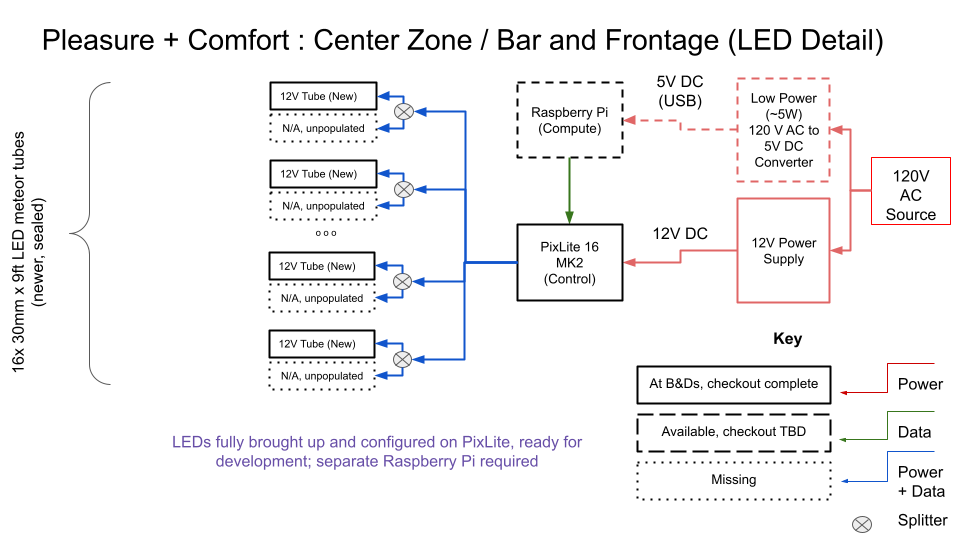 Pleasure + Comfort : Center Zone / Bar and Frontage (LED Detail)
16x 30mm x 9ft LED meteor tubes
(newer, sealed)
12V Tube (New)
N/A, unpopulated
12V Tube (New)
N/A, unpopulated
o o o
12V Tube (New)
N/A, unpopulated
12V Tube (New)
N/A, unpopulated
Raspberry Pi
(Compute)
5V DC
(USB)
Low Power
(~5W)
120 V AC to
5V DC
Converter
120V
AC
Source
PixLite 16
MK2
(Control)
12V DC
12V Power
Supply
LEDs fully brought up and configured on PixLite, ready for
development; separate Raspberry Pi required
Key
At B&Ds, checkout complete
Power
Available, checkout TBD
Data
Missing
Power
+ Data
Splitter